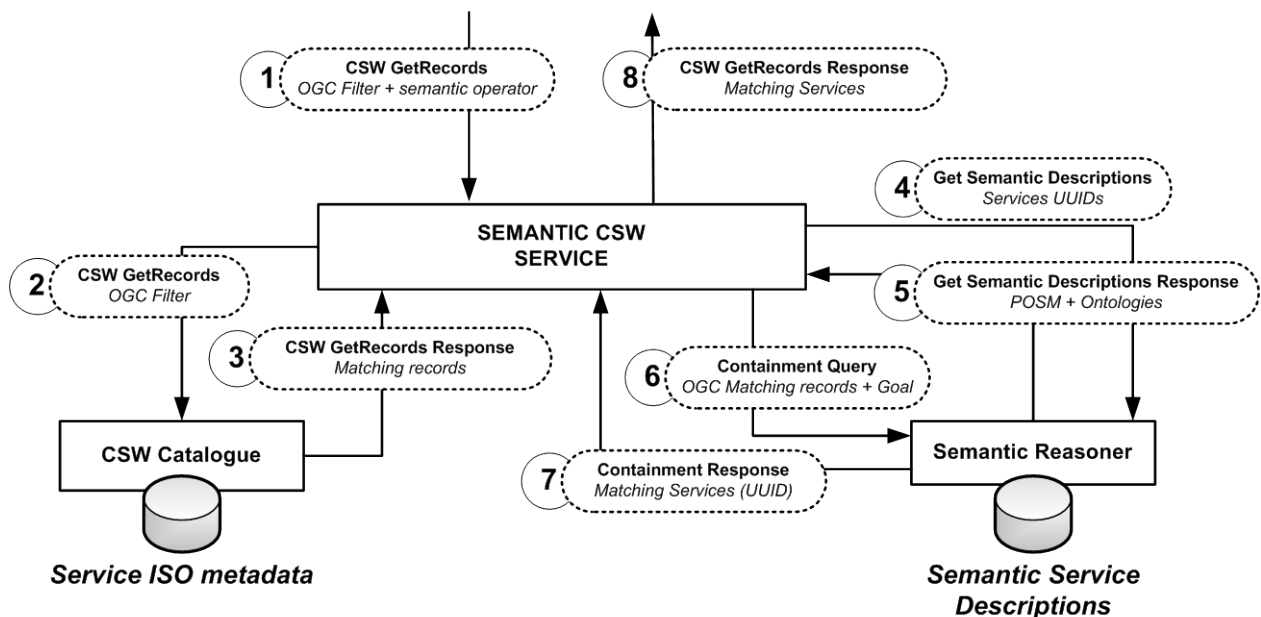 1
CSW GetRecords
OGC Filter + semantic operator
8
CSW GetRecords Response
Matching Services
4
Get Semantic Descriptions
Services UUIDs
SEMANTIC CSW
SERVICE
2
CSW GetRecords
OGC Filter
5
Get Semantic Descriptions Response
POSM + Ontologies
3
CSW GetRecords Response
Matching records
6
Containment Query
OGC Matching records + Goal
CSW Catalogue
Semantic Reasoner
7
Containment Response
Matching Services (UUID)
Service ISO metadata
Semantic Service
Descriptions